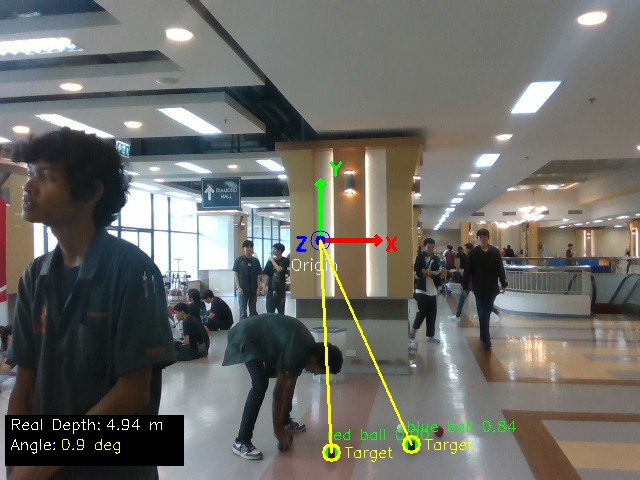 DIAMOND
HALL
Y
Z
X
Origin
Real Depth: 4.94 m
Angle: 0.9 deg
ed ball 0.
blue ball 0.84
Target
Target